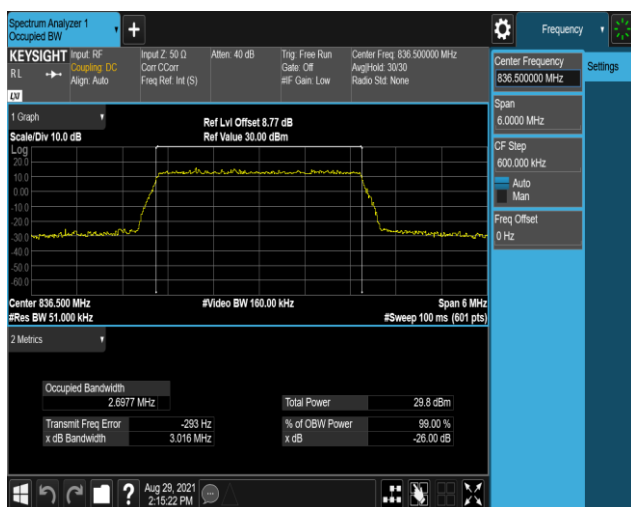 Spectrum Analyzer 1
Occupied BW
+
Frequency
KEYSIGHT
RL
LXI
Input: RF
Coupling: DC
Align: Auto
Input Z: 50 Ω
Corr CCorr
Freq Ref: Int (S)
Atten: 40 dB
Trig: Free Run
Gate: Off
#IF Gain: Low
Center Freq: 836.500000 MHz
Avg|Hold: 30/30
Radio Std: None
Center Frequency
836.500000 MHz
Settings
Span
6.0000 MHz
CF Step
600.000 kHz
Auto
Man
Freq Offset
0 Hz
1 Graph
Scale/Div 10.0 dB
Ref Lvl Offset 8.77 dB
Ref Value 30.00 dBm
Log
20.0
10.0
0.00
-10.0
-20.0
-30.0
-40.0
-50.0
-60.0
Center 836.500 MHz
#Video BW 160.00 kHz
Span 6 MHz
#Res BW 51.000 kHz
#Sweep 100 ms (601 pts)
2 Metrics
Occupied Bandwidth
2.6977 MHz
Total Power 29.8 dBm
Transmit Freq Error -293 Hz
% of OBW Power 99.00 %
x dB Bandwidth 3.016 MHz
x dB -26.00 dB
?
Aug 29, 2021
2:15:22 PM